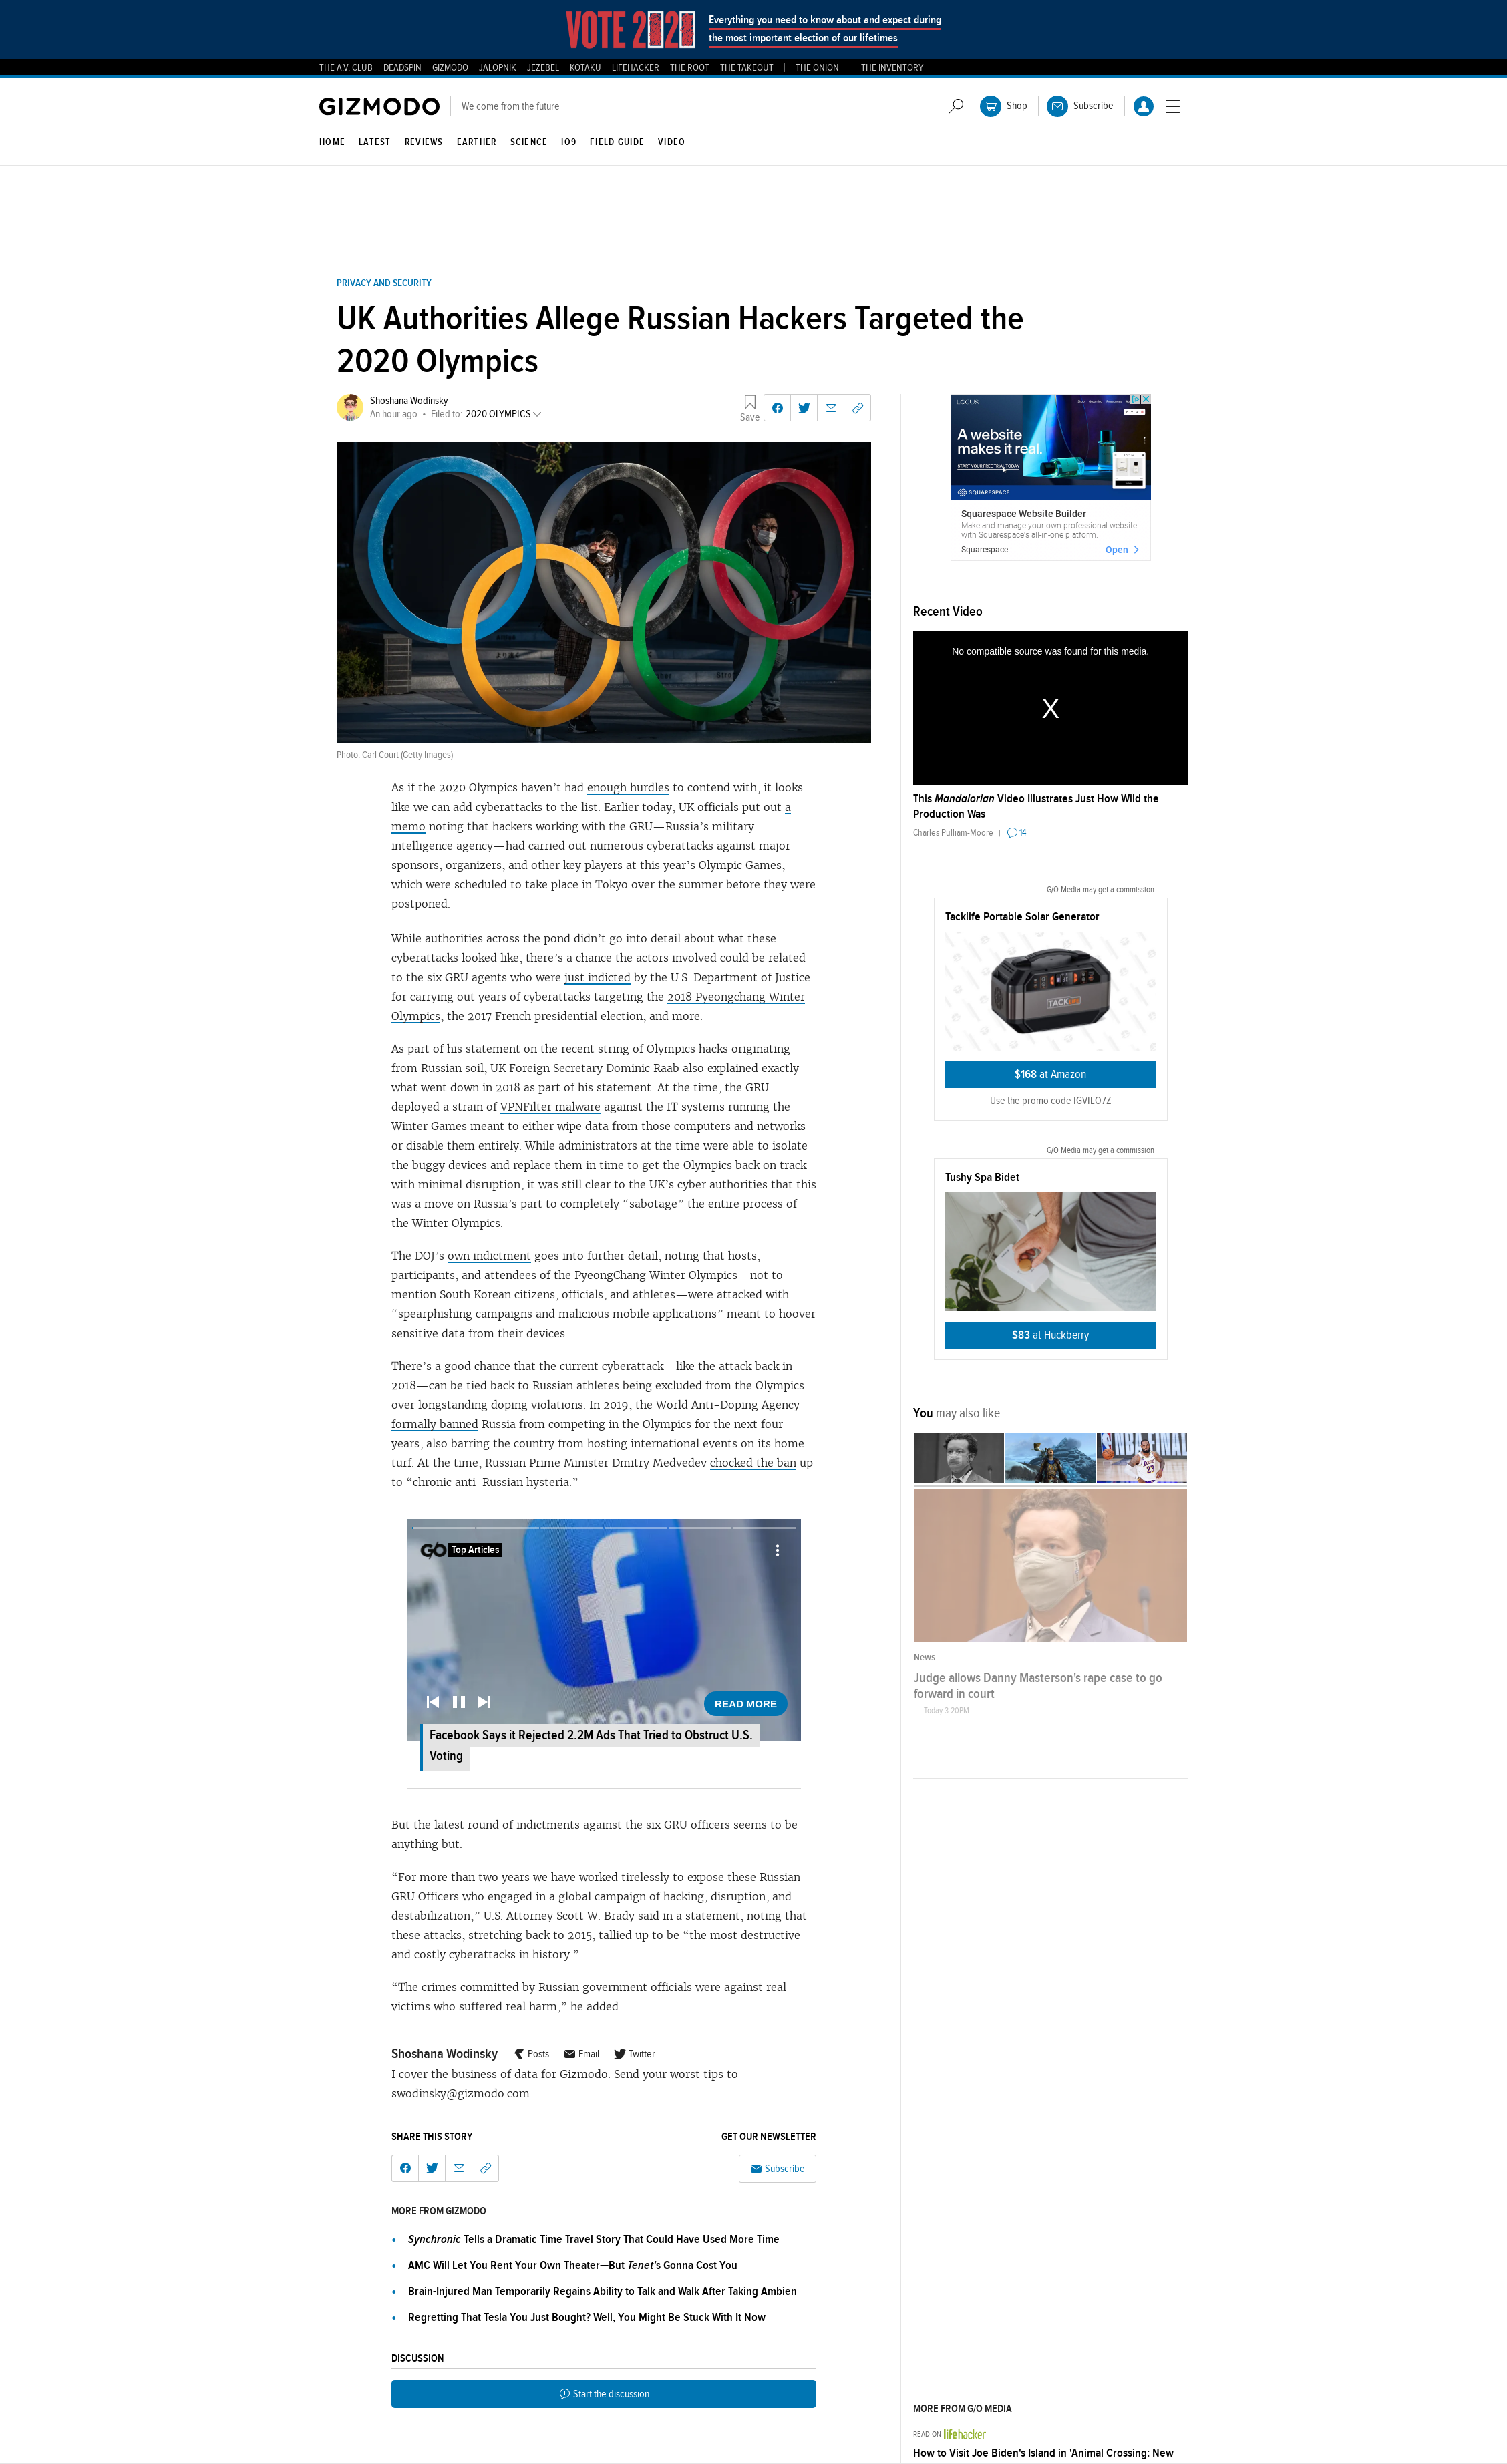 VOTE 2020
Everything you need to know about and expect during
the most important election of our lifetimes
THE A.V. CLUB DEADSPIN GIZMODO JALOPNIK JEZEBEL KOTAKU LIFEHACKER THE ROOT THE TAKEOUT THE ONION THE INVENTORY
GIZMODO We come from the future Shop Subscribe
HOME LATEST REVIEWS EARTHER SCIENCE IO9 FIELD GUIDE VIDEO
PRIVACY AND SECURITY
UK Authorities Allege Russian Hackers Targeted the
2020 Olympics
Shoshana Wodinsky
An hour ago • Filed to: 2020 OLYMPICS
Save
Photo: Carl Court (Getty Images)
As if the 2020 Olympics haven’t had enough hurdles to contend with, it looks
like we can add cyberattacks to the list. Earlier today, UK officials put out a
memo noting that hackers working with the GRU—Russia’s military
intelligence agency—had carried out numerous cyberattacks against major
sponsors, organizers, and other key players at this year’s Olympic Games,
which were scheduled to take place in Tokyo over the summer before they were
postponed.
While authorities across the pond didn’t go into detail about what these
cyberattacks looked like, there’s a chance the actors involved could be related
to the six GRU agents who were just indicted by the U.S. Department of Justice
for carrying out years of cyberattacks targeting the 2018 Pyeongchang Winter
Olympics, the 2017 French presidential election, and more.
As part of his statement on the recent string of Olympics hacks originating
from Russian soil, UK Foreign Secretary Dominic Raab also explained exactly
what went down in 2018 as part of his statement. At the time, the GRU
deployed a strain of VPNFilter malware against the IT systems running the
Winter Games meant to either wipe data from those computers and networks
or disable them entirely. While administrators at the time were able to isolate
the buggy devices and replace them in time to get the Olympics back on track
with minimal disruption, it was still clear to the UK’s cyber authorities that this
was a move on Russia’s part to completely “sabotage” the entire process of
the Winter Olympics.
The DOJ’s own indictment goes into further detail, noting that hosts,
participants, and attendees of the PyeongChang Winter Olympics—not to
mention South Korean citizens, officials, and athletes—were attacked with
“spearphishing campaigns and malicious mobile applications” meant to hoover
sensitive data from their devices.
There’s a good chance that the current cyberattack—like the attack back in
2018—can be tied back to Russian athletes being excluded from the Olympics
over longstanding doping violations. In 2019, the World Anti-Doping Agency
formally banned Russia from competing in the Olympics for the next four
years, also barring the country from hosting international events on its home
turf. At the time, Russian Prime Minister Dmitry Medvedev chocked the ban up
to “chronic anti-Russian hysteria.”
GO Top Articles
Facebook
READ MORE
Facebook Says it Rejected 2.2M Ads That Tried to Obstruct U.S.
Voting
But the latest round of indictments against the six GRU officers seems to be
anything but.
“For more than two years we have worked tirelessly to expose these Russian
GRU Officers who engaged in a global campaign of hacking, disruption, and
destabilization,” U.S. Attorney Scott W. Brady said in a statement, noting that
these attacks, stretching back to 2015, tallied up to be “the most destructive
and costly cyberattacks in history.”
“The crimes committed by Russian government officials were against real
victims who suffered real harm,” he added.
Shoshana Wodinsky Posts Email Twitter
I cover the business of data for Gizmodo. Send your worst tips to
swodinsky@gizmodo.com.
SHARE THIS STORY
GET OUR NEWSLETTER
Subscribe
MORE FROM GIZMODO
• Synchronic Tells a Dramatic Time Travel Story That Could Have Used More Time
• AMC Will Let You Rent Your Own Theater—But Tenet's Gonna Cost You
• Brain-Injured Man Temporarily Regains Ability to Talk and Walk After Taking Ambien
• Regretting That Tesla You Just Bought? Well, You Might Be Stuck With It Now
DISCUSSION
Start the discussion
LOCUS
A website
makes it real.
START YOUR FREE TRIAL TODAY
SQUARESPACE
Squarespace Website Builder
Make and manage your own professional website
with Squarespace's all-in-one platform.
Squarespace Open
Recent Video
No compatible source was found for this media.
X
This Mandalorian Video Illustrates Just How Wild the
Production Was
Charles Pulliam-Moore | 14
G/O Media may get a commission
Tacklife Portable Solar Generator
TACKLIFE
$168 at Amazon
Use the promo code IGVILO7Z
G/O Media may get a commission
Tushy Spa Bidet
$83 at Huckberry
You may also like
NBA FINALS
23
News
Judge allows Danny Masterson's rape case to go
forward in court
Today 3:20PM
MORE FROM G/O MEDIA
READ ON lifehacker
How to Visit Joe Biden's Island in 'Animal Crossing: New